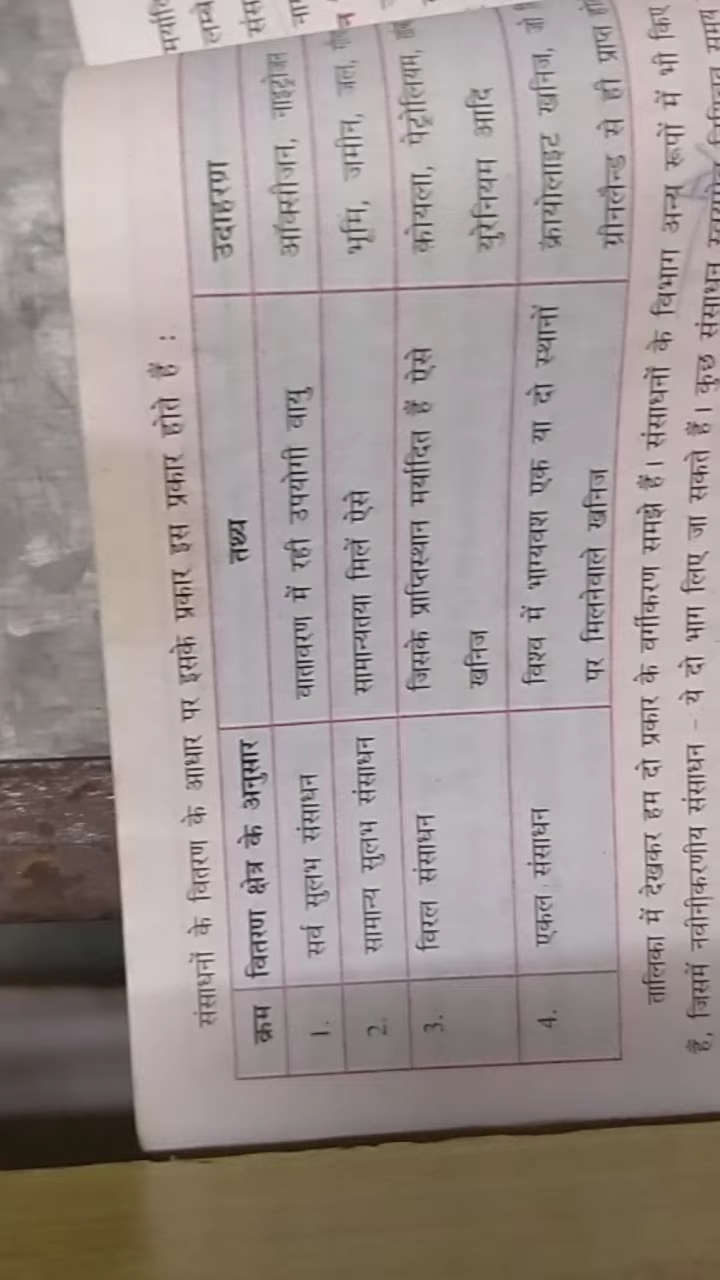 संसाधनों के वितरण के आधार पर इसके प्रकार इस प्रकार होते हैं :
क्रम वितरण क्षेत्र के अनुसार तथ्य उदाहरण
1. सर्व सुलभ संसाधन वातावरण में रही उपयोगी वायु ऑक्सीजन, नाइट्रोजन
2. सामान्य सुलभ संसाधन सामान्यतया मिलें ऐसे भूमि, जमीन, जल,
3. विरल संसाधन जिसके प्राप्तिस्थान मर्यादित हैं ऐसे कोयला, पेट्रोलियम,
खनिज युरेनियम आदि
4. एकल संसाधन विश्व में भाग्यवश एक या दो स्थानों क्रायोलाइट खनिज, जो
पर मिलनेवाले खनिज ग्रीनलैन्ड से ही प्राप्त
तालिका में देखकर हम दो प्रकार के वर्गीकरण समझे हैं। संसाधनों के विभाग अन्य रूपों में भी किए
हैं, जिसमें नवीनीकरणीय संसाधन – ये दो भाग लिए जा सकते हैं। कुछ संसाधन